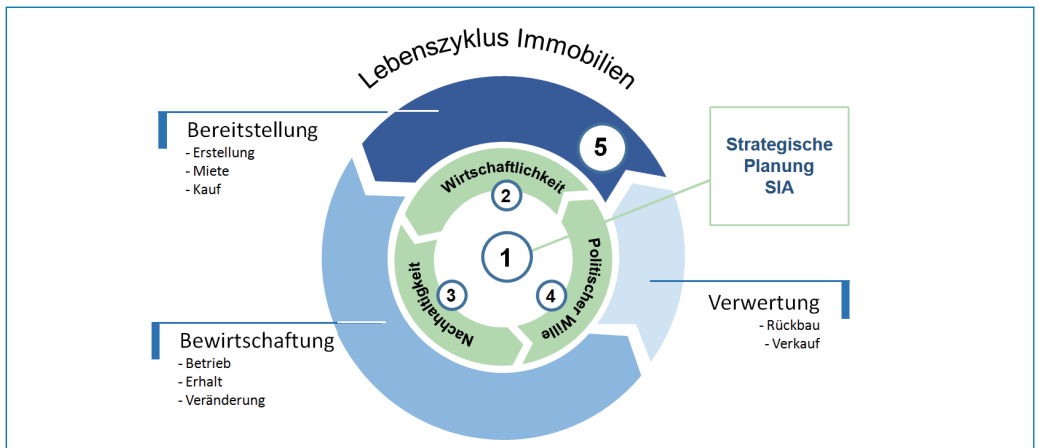 Lebenszyklus Immobilien
Bereitstellung
- Erstellung
- Miete
- Kauf
5
Strategische
Planung
SIA
Wirtschaftlichkeit
2
1
Politischer Wille
4
Nachhaltigkeit
3
Verwertung
- Rückbau
- Verkauf
Bewirtschaftung
- Betrieb
- Erhalt
- Veränderung